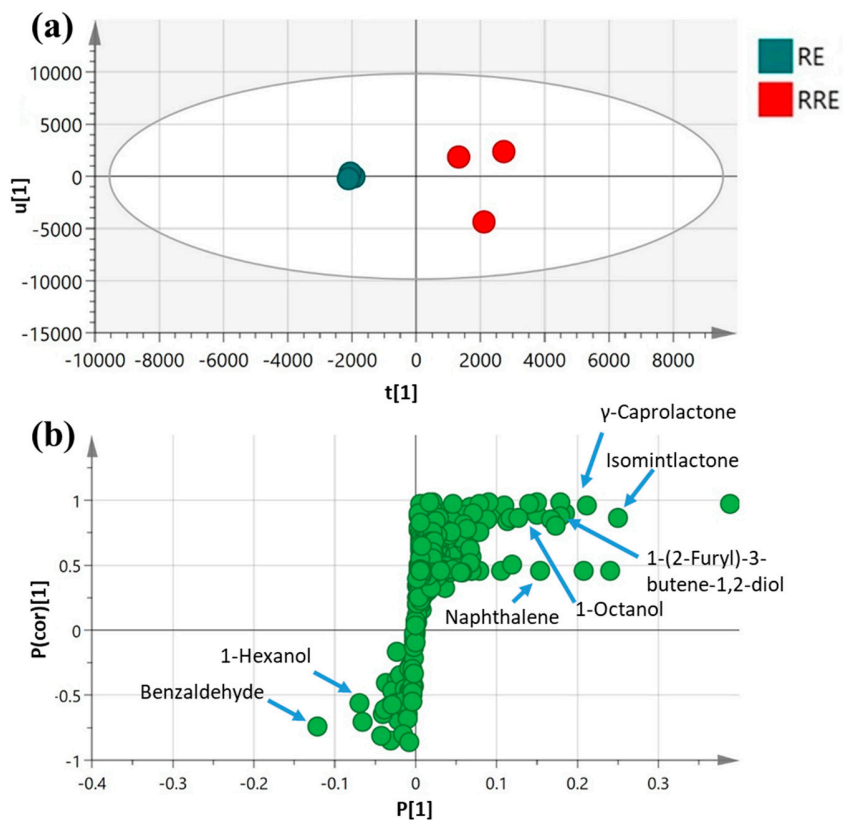 (a)
RE
RRE
10000
5000
0
-5000
-10000
-15000
u[1]
-10000 -8000 -6000 -4000 -2000 0 2000 4000 6000 8000
t[1]
(b)
γ-Caprolactone
Isomintlactone
1-(2-Furyl)-3-
butene-1,2-diol
1-Octanol
Naphthalene
1-Hexanol
Benzaldehyde
1
0.5
0
-0.5
-1
P(cor)[1]
-0.4 -0.3 -0.2 -0.1 0 0.1 0.2 0.3
P[1]